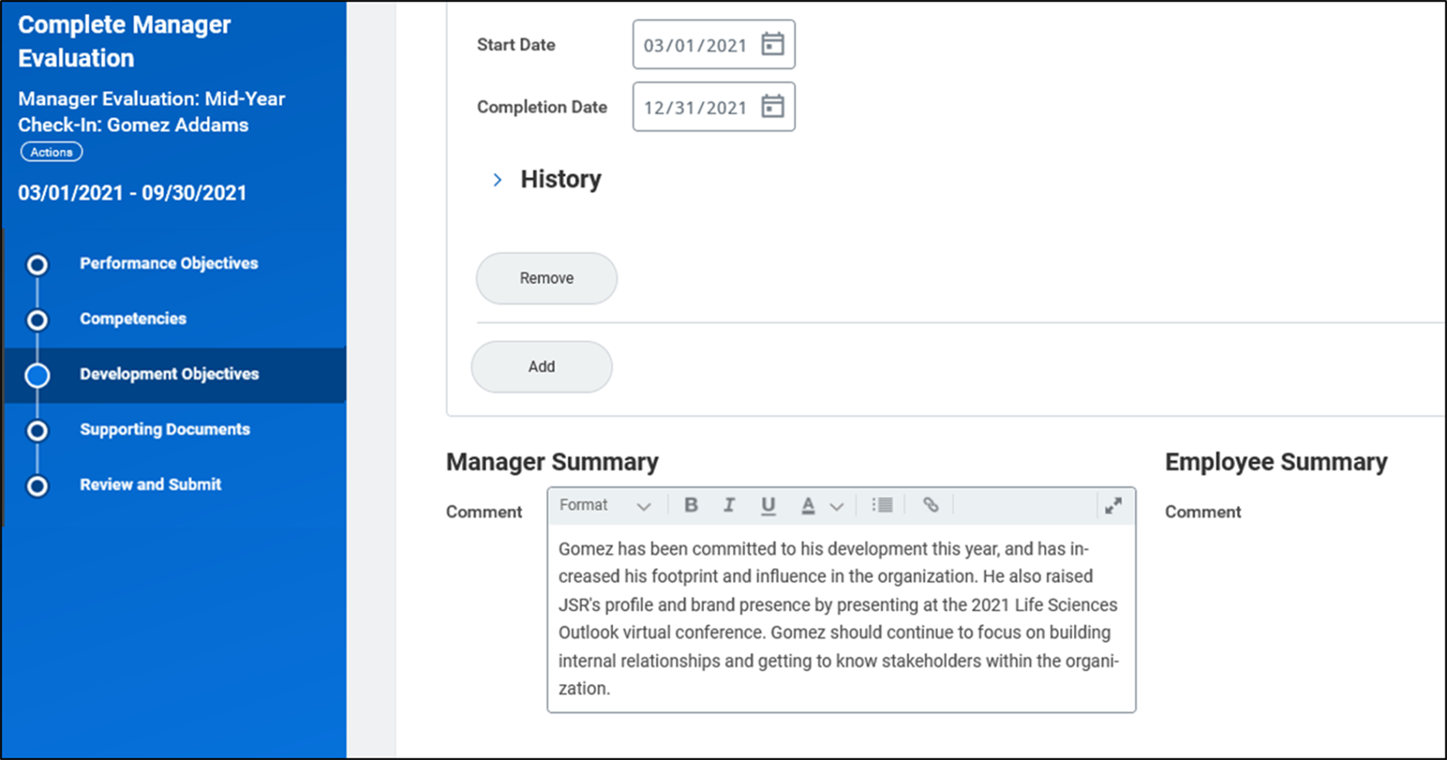 Complete Manager
Evaluation
Manager Evaluation: Mid-Year
Check-In: Gomez Addams
Actions
03/01/2021 - 09/30/2021
Performance Objectives
Competencies
Development Objectives
Supporting Documents
Review and Submit
Start Date 03/01/2021
Completion Date 12/31/2021
History
Remove
Add
Manager Summary
Comment
Format B I U A
Gomez has been committed to his development this year, and has in-
creased his footprint and influence in the organization. He also raised
JSR's profile and brand presence by presenting at the 2021 Life Sciences
Outlook virtual conference. Gomez should continue to focus on building
internal relationships and getting to know stakeholders within the organi-
zation.
Employee Summary
Comment